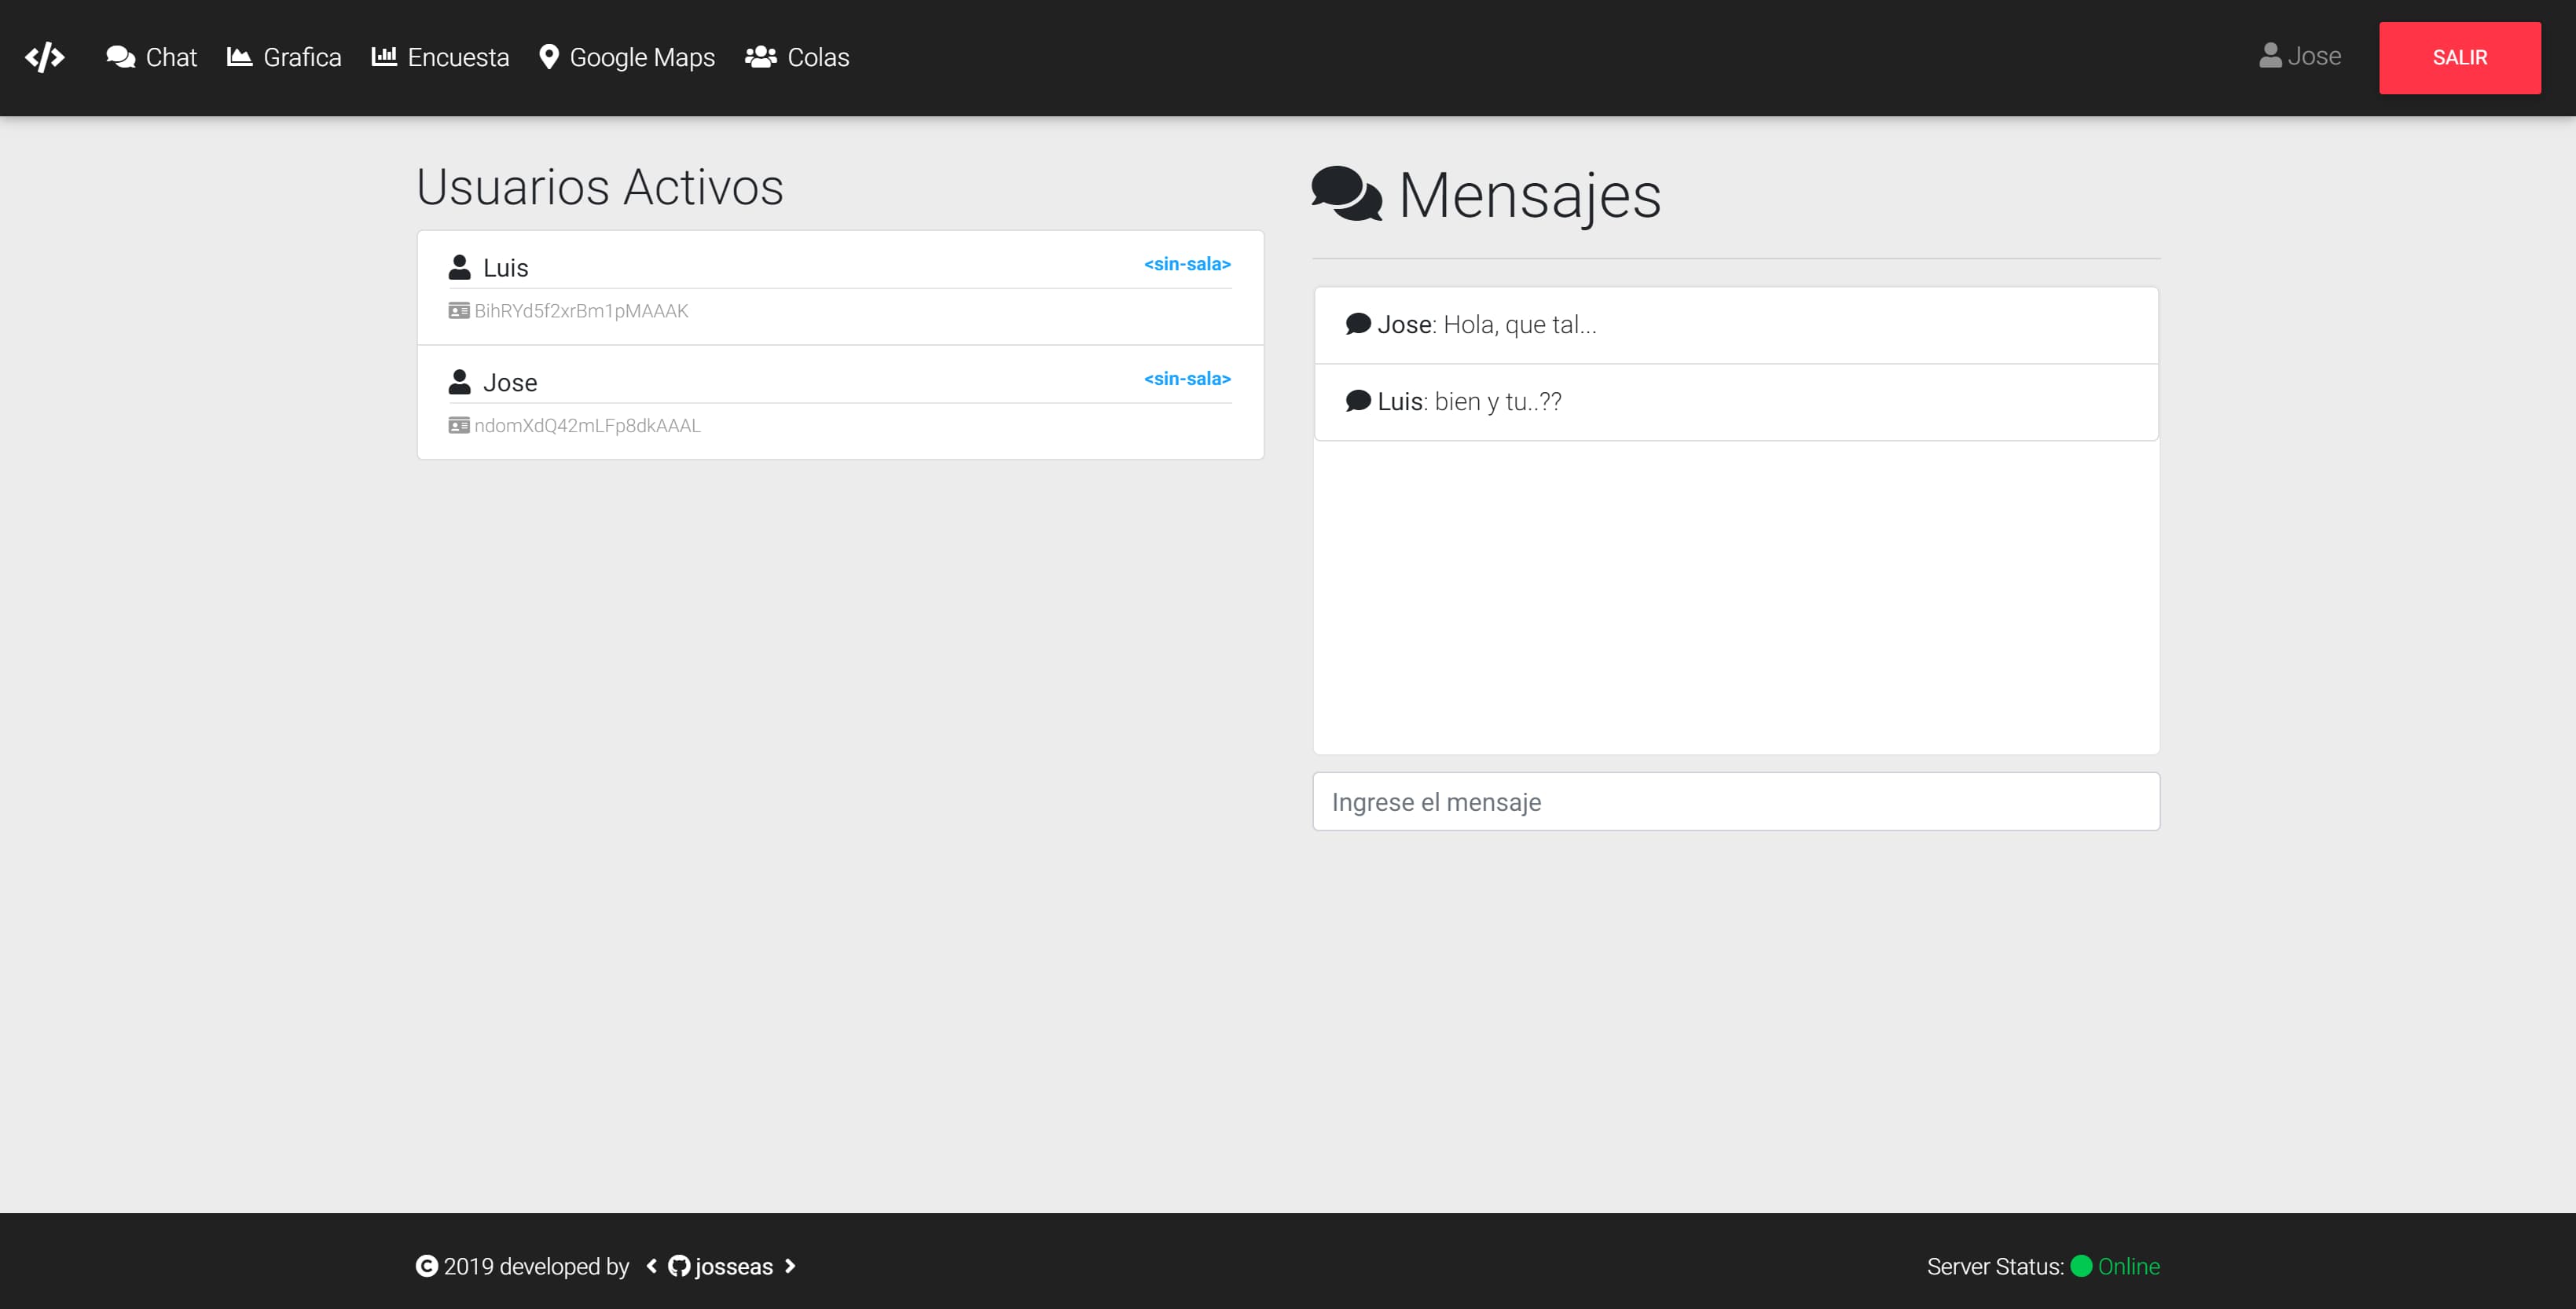 Chat Grafica Encuesta Google Maps Colas Jose SALIR
Usuarios Activos
Luis <sin-sala>
BihRYd5f2xrBm1pMAAAK
Jose <sin-sala>
ndomXdQ42mLFp8dkAAAL
Mensajes
Jose: Hola, que tal...
Luis: bien y tu..??
Ingrese el mensaje
© 2019 developed by < josseas >
Server Status: Online